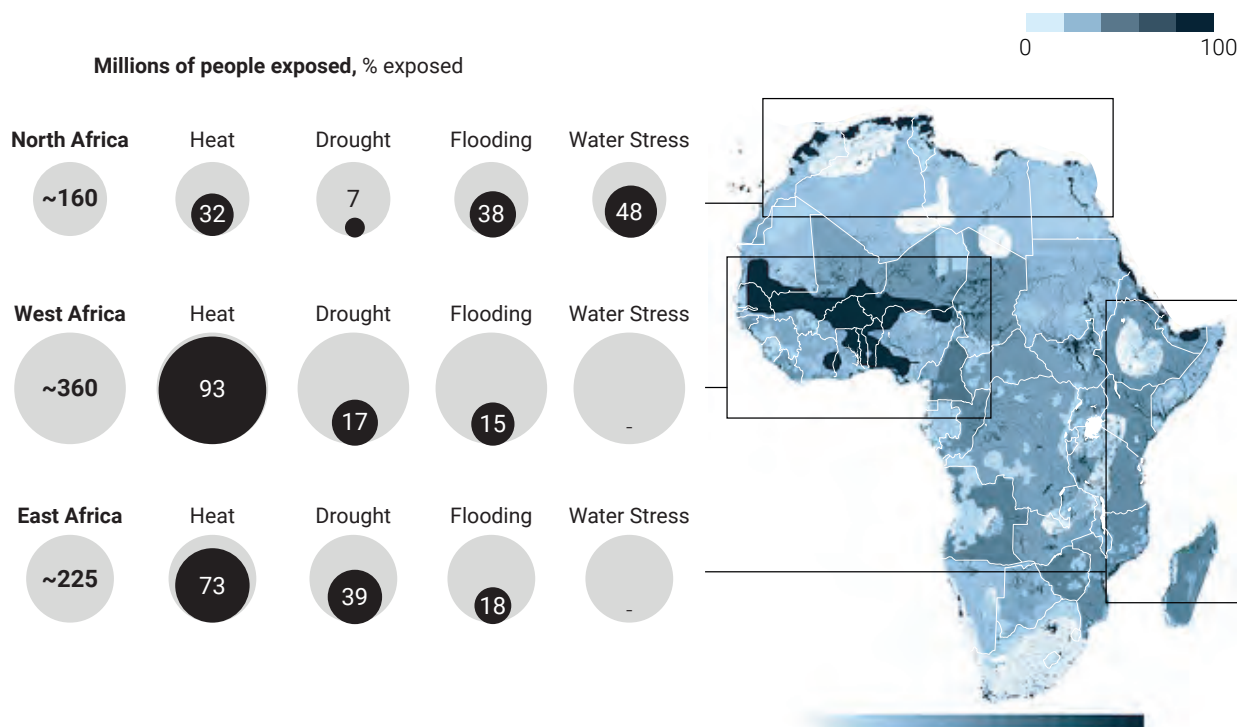 0 100
Millions of people exposed, % exposed
North Africa Heat Drought Flooding Water Stress
~160 32 7 38 48
West Africa Heat Drought Flooding Water Stress
~360 93 17 15 -
East Africa Heat Drought Flooding Water Stress
~225 73 39 18 -